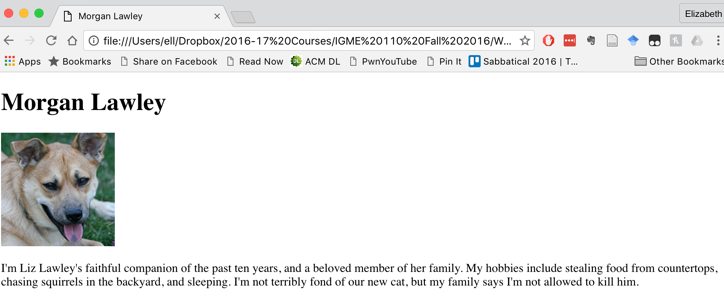 Morgan Lawley
Elizabeth
file:///Users/ell/Dropbox/2016-17%20Courses/IGME%20110%20Fall%202016/W...
Apps Bookmarks Share on Facebook Read Now ACM DL PwnYouTube Pin It Sabbatical 2016 | T... Other Bookmarks
Morgan Lawley
I'm Liz Lawley's faithful companion of the past ten years, and a beloved member of her family. My hobbies include stealing food from countertops,
chasing squirrels in the backyard, and sleeping. I'm not terribly fond of our new cat, but my family says I'm not allowed to kill him.